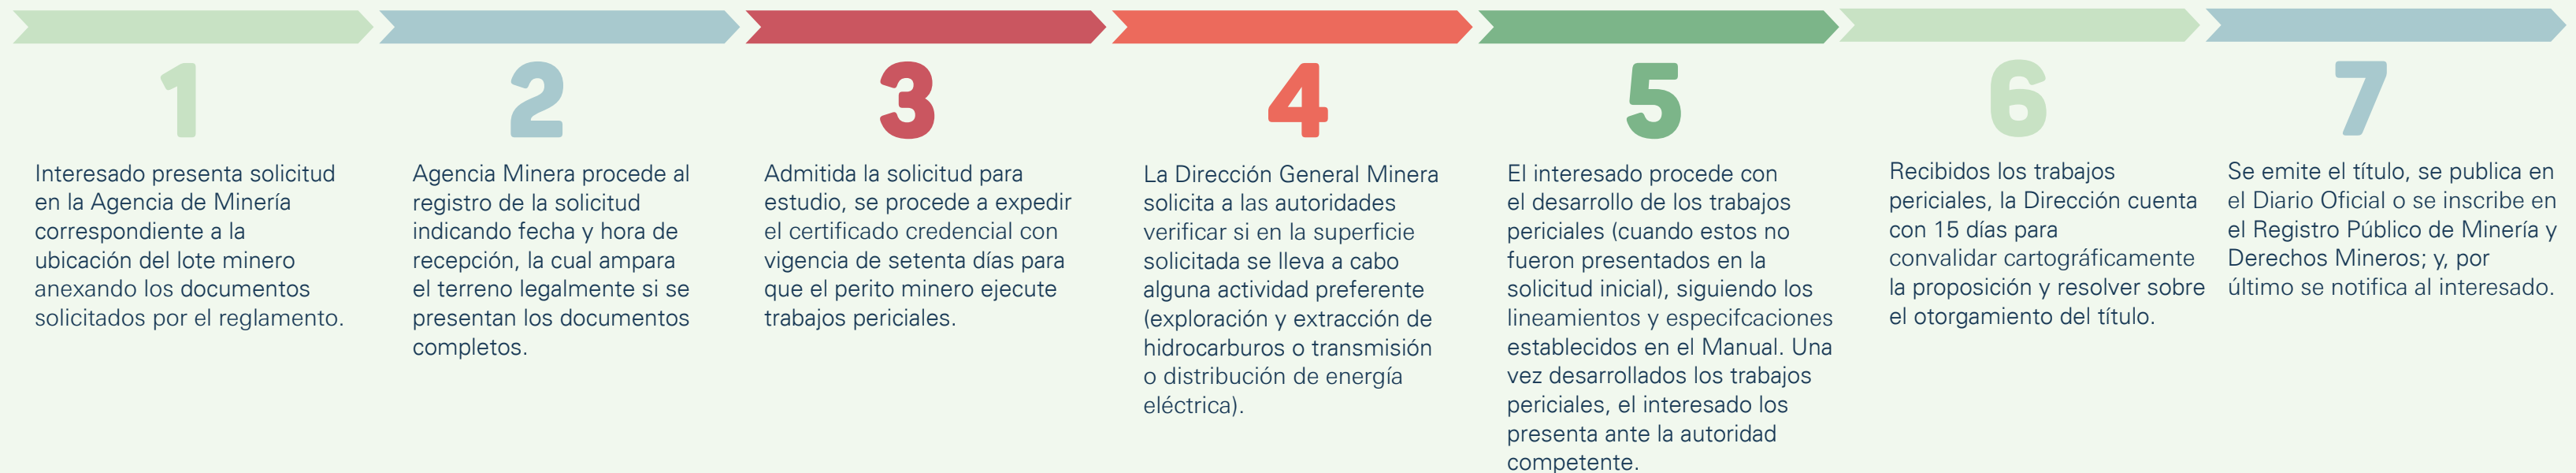 1
Interesado presenta solicitud
en la Agencia de Minería
correspondiente a la
ubicación del lote minero
anexando los documentos
solicitados por el reglamento.
2
Agencia Minera procede al
registro de la solicitud
indicando fecha y hora de
recepción, la cual ampara
el terreno legalmente si se
presentan los documentos
completos.
3
Admitida la solicitud para
estudio, se procede a expedir
el certificado credencial con
vigencia de setenta días para
que el perito minero ejecute
trabajos periciales.
4
La Dirección General Minera
solicita a las autoridades
verificar si en la superficie
solicitada se lleva a cabo
alguna actividad preferente
(exploración y extracción de
hidrocarburos o transmisión
o distribución de energía
eléctrica).
5
El interesado procede con
el desarrollo de los trabajos
periciales (cuando estos no
fueron presentados en la
solicitud inicial), siguiendo los
lineamientos y especifcaciones
establecidos en el Manual. Una
vez desarrollados los trabajos
periciales, el interesado los
presenta ante la autoridad
competente.
6
Recibidos los trabajos
periciales, la Dirección cuenta
con 15 días para
convalidar cartográficamente
la proposición y resolver sobre
el otorgamiento del título.
7
Se emite el título, se publica en
el Diario Oficial o se inscribe en
el Registro Público de Minería y
Derechos Mineros; y, por
último se notifica al interesado.